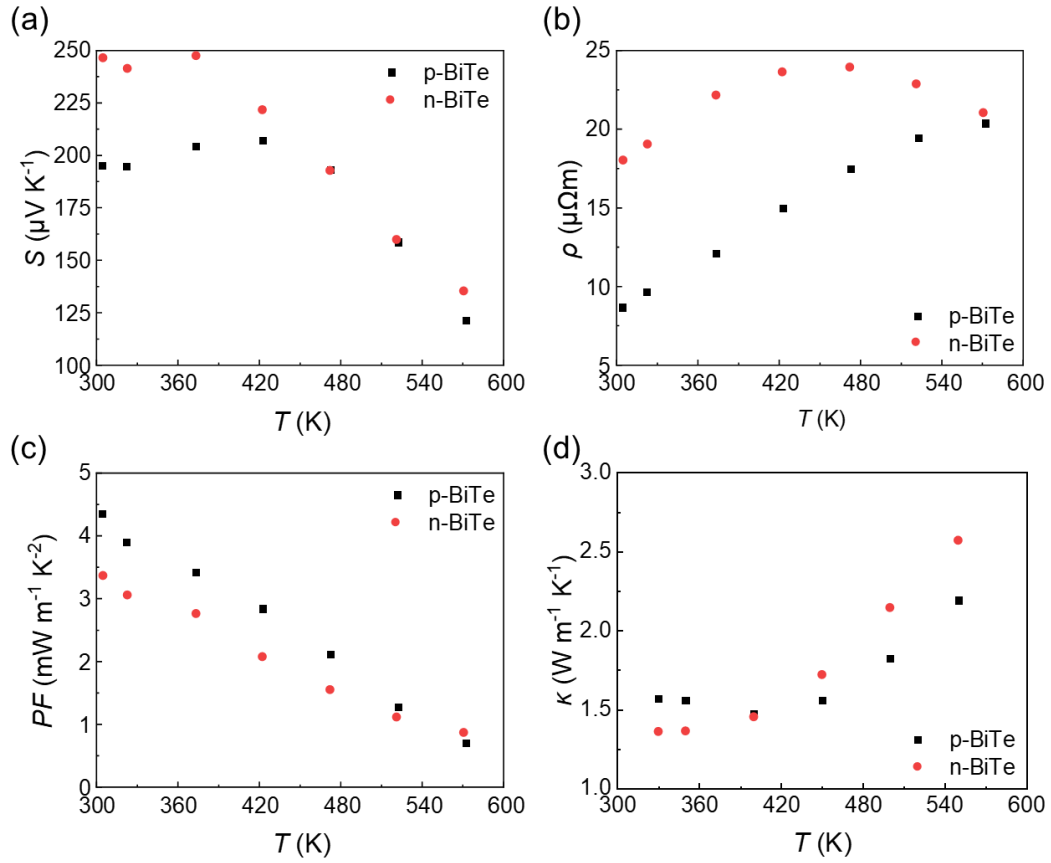 (a)
250
225
200
175
150
125
100
S (µV K⁻¹)
p-BiTe
n-BiTe
300 360 420 480 540 600
T (K)
(b)
25
20
15
10
5
ρ (µΩm)
p-BiTe
n-BiTe
300 360 420 480 540 600
T (K)
(c)
5
4
3
2
1
0
PF (mW m⁻¹ K⁻²)
p-BiTe
n-BiTe
300 360 420 480 540 600
T (K)
(d)
3.0
2.5
2.0
1.5
1.0
κ (W m⁻¹ K⁻¹)
p-BiTe
n-BiTe
300 360 420 480 540 600
T (K)